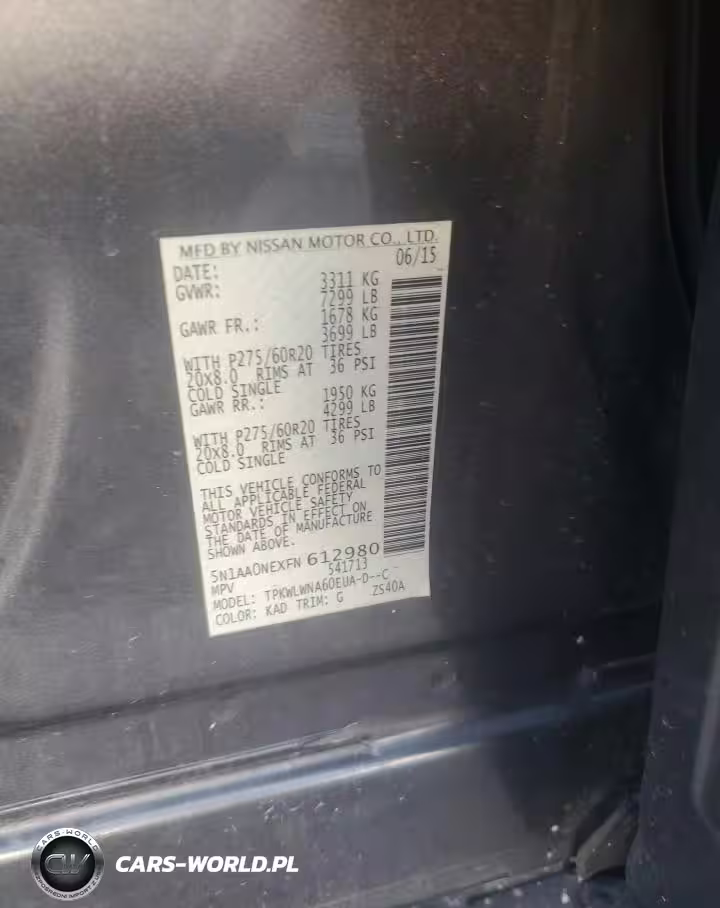 MFD BY NISSAN MOTOR CO., LTD.
DATE: 06/15
GVWR: 3311 KG
7299 LB
GAWR FR.: 1678 KG
3699 LB
WITH P275/60R20 TIRES
20X8.0 RIMS AT 36 PSI
COLD SINGLE
GAWR RR.: 1950 KG
4299 LB
WITH P275/60R20 TIRES
20X8.0 RIMS AT 36 PSI
COLD SINGLE
THIS VEHICLE CONFORMS TO
ALL APPLICABLE FEDERAL
MOTOR VEHICLE SAFETY
STANDARDS IN EFFECT ON
THE DATE OF MANUFACTURE
SHOWN ABOVE.
5N1AA0NEXFN 612980
MPV 541713
MODEL: TPKWLWNA60EUA-D--C
COLOR: KAD TRIM: G ZS40A
CARS-WORLD
CW
CARS-WORLD.PL